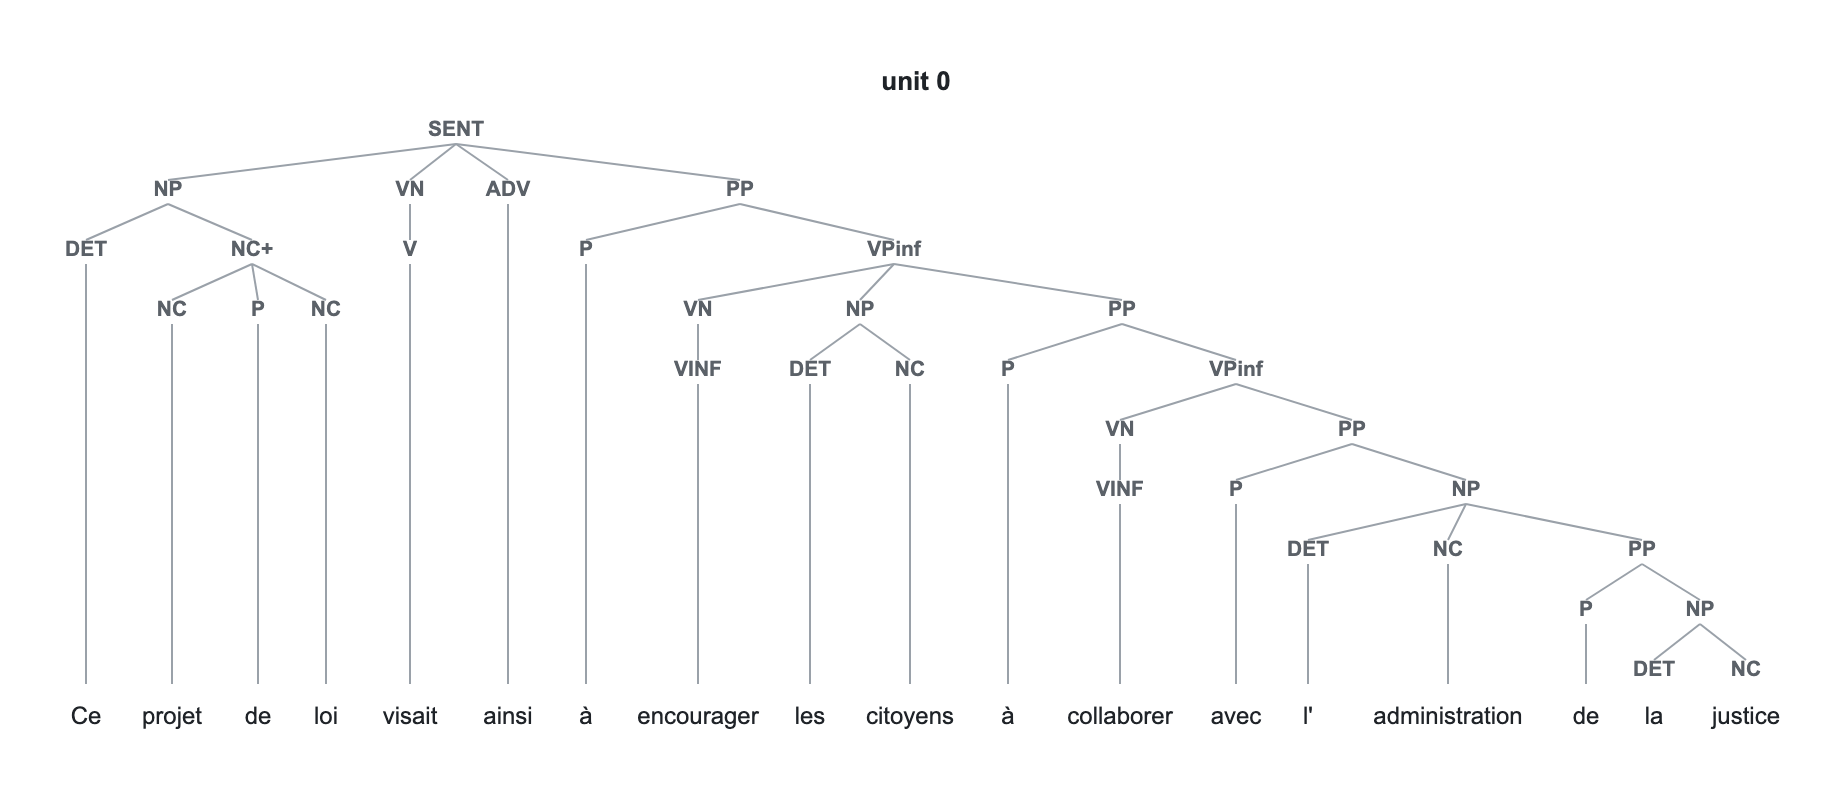 unit 0
SENT
NP VN ADV PP
DET NC+ V P VPinf
NC P NC VN NP PP
VINF DET NC P VPinf
VN PP
VINF P NP
DET NC PP
P NP
DET NC
Ce projet de loi visait ainsi à encourager les citoyens à collaborer avec l' administration de la justice